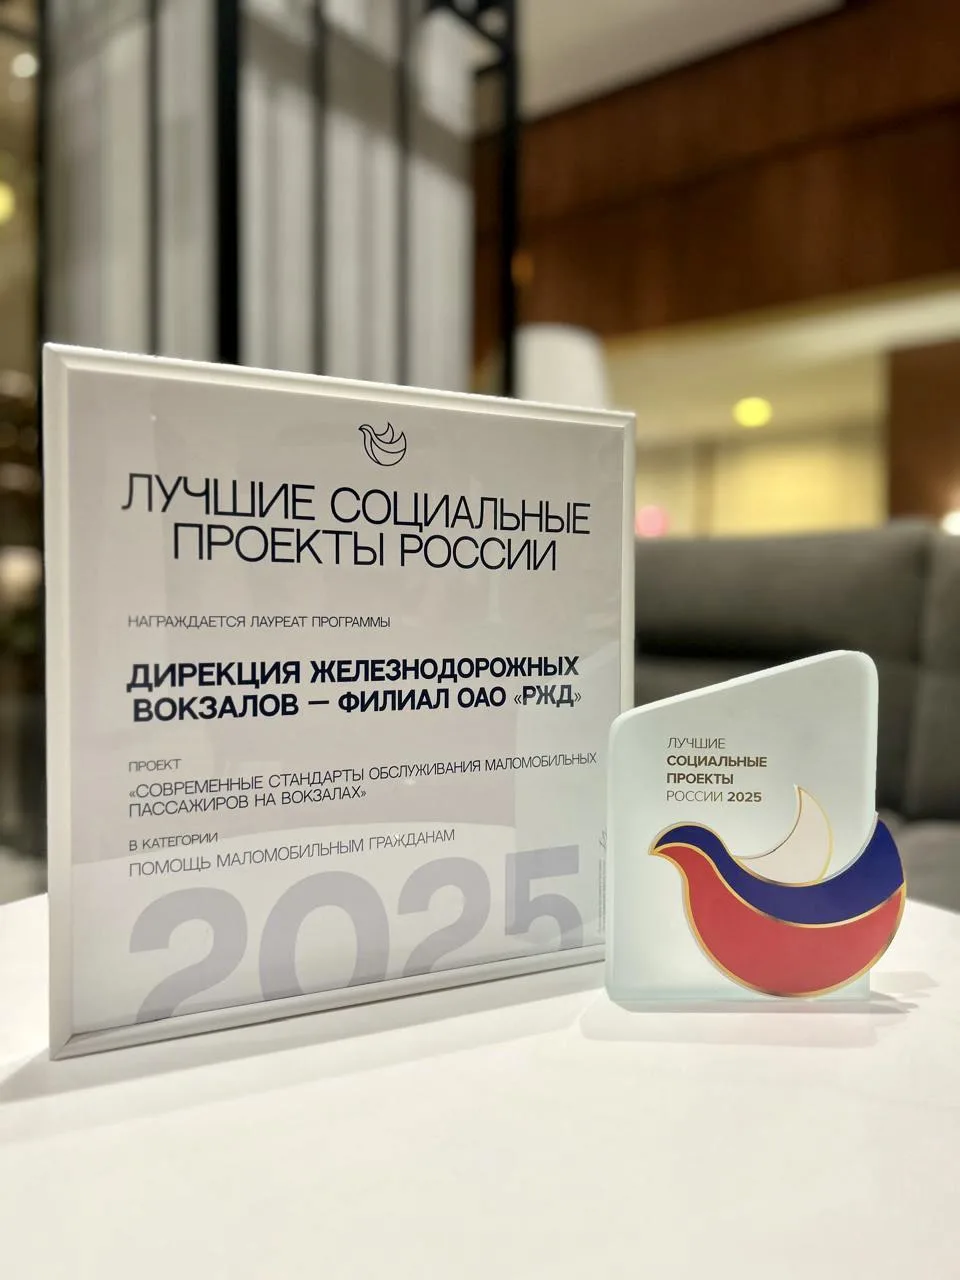 ЛУЧШИЕ СОЦИАЛЬНЫЕ
ПРОЕКТЫ РОССИИ
НАГРАЖДАЕТСЯ ЛАУРЕАТ ПРОГРАММЫ
ДИРЕКЦИЯ ЖЕЛЕЗНОДОРОЖНЫХ
ВОКЗАЛОВ — ФИЛИАЛ ОАО «РЖД»
ПРОЕКТ
«СОВРЕМЕННЫЕ СТАНДАРТЫ ОБСЛУЖИВАНИЯ МАЛОМОБИЛЬНЫХ
ПАССАЖИРОВ НА ВОКЗАЛАХ»
В КАТЕГОРИИ
ПОМОЩЬ МАЛОМОБИЛЬНЫМ ГРАЖДАНАМ
2025
ЛУЧШИЕ
СОЦИАЛЬНЫЕ
ПРОЕКТЫ
РОССИИ 2025